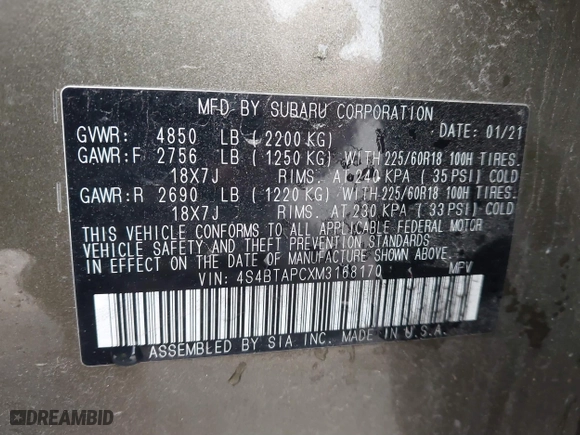 MFD BY SUBARU CORPORATION
GVWR: 4850 LB (2200 KG) DATE: 01/21
GAWR:F 2756 LB (1250 KG) WITH 225/60R18 100H TIRES.
18X7J RIMS. AT 240 KPA (35 PSI) COLD
GAWR:R 2690 LB (1220 KG) WITH 225/60R18 100H TIRES.
18X7J RIMS. AT 230 KPA (33 PSI) COLD
THIS VEHICLE CONFORMS TO ALL APPLICABLE FEDERAL MOTOR
VEHICLE SAFETY AND THEFT PREVENTION STANDARDS
IN EFFECT ON THE DATE OF MANUFACTURE SHOWN ABOVE.
VIN: 4S4BTAPCXM3168170 MPV
ASSEMBLED BY SIA INC. MADE IN U.S.A.
DREAMBID